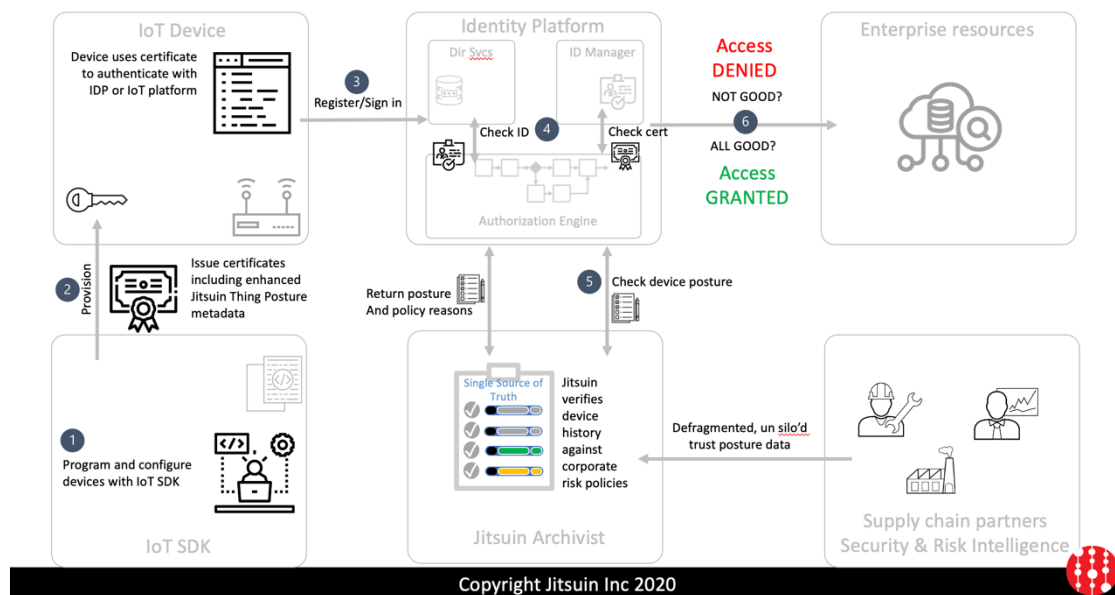 IoT Device
Device uses certificate
to authenticate with
IDP or IoT platform
3
Register/Sign in
Identity Platform
Dir Svcs
ID Manager
Check ID
4
Check cert
Authorization Engine
Access
DENIED
NOT GOOD?
6
ALL GOOD?
Access
GRANTED
Enterprise resources
2
Provision
Issue certificates
including enhanced
Jitsuin Thing Posture
metadata
Return posture
And policy reasons
5
Check device posture
1
Program and configure
devices with IoT SDK
IoT SDK
Single Source of
Truth
Jitsuin
verifies
device
history
against
corporate
risk policies
Jitsuin Archivist
Defragmented, un silo'd
trust posture data
Supply chain partners
Security & Risk Intelligence
Copyright Jitsuin Inc 2020